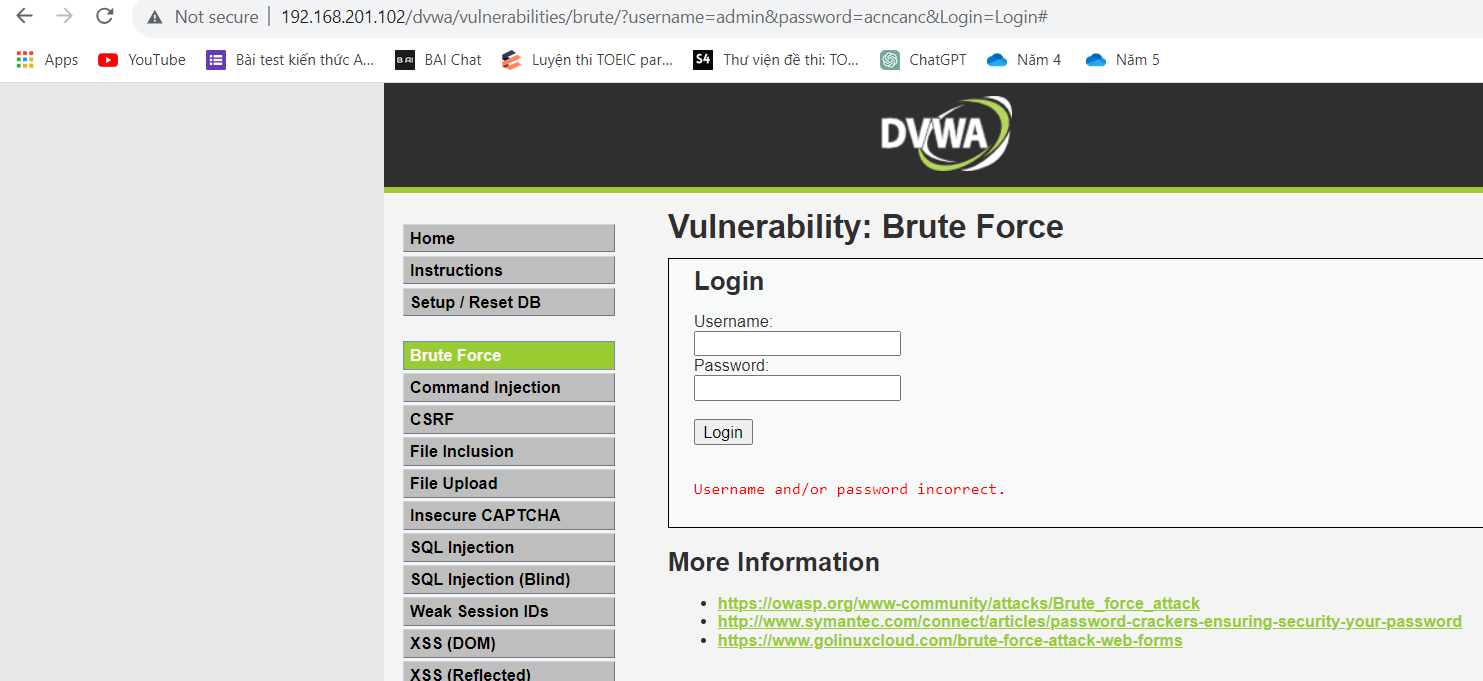 Not secure | 192.168.201.102/dvwa/vulnerabilities/brute/?username=admin&password=acncanc&Login=Login#
Apps YouTube Bài test kiến thức A... B AI BAI Chat Luyện thi TOEIC par... S4 Thư viện đề thi: TO... ChatGPT Năm 4 Năm 5
DVWA
Home
Instructions
Setup / Reset DB
Brute Force
Command Injection
CSRF
File Inclusion
File Upload
Insecure CAPTCHA
SQL Injection
SQL Injection (Blind)
Weak Session IDs
XSS (DOM)
XSS (Reflected)
Vulnerability: Brute Force
Login
Username:
Password:
Login
Username and/or password incorrect.
More Information
• https://owasp.org/www-community/attacks/Brute_force_attack
• http://www.symantec.com/connect/articles/password-crackers-ensuring-security-your-password
• https://www.golinuxcloud.com/brute-force-attack-web-forms